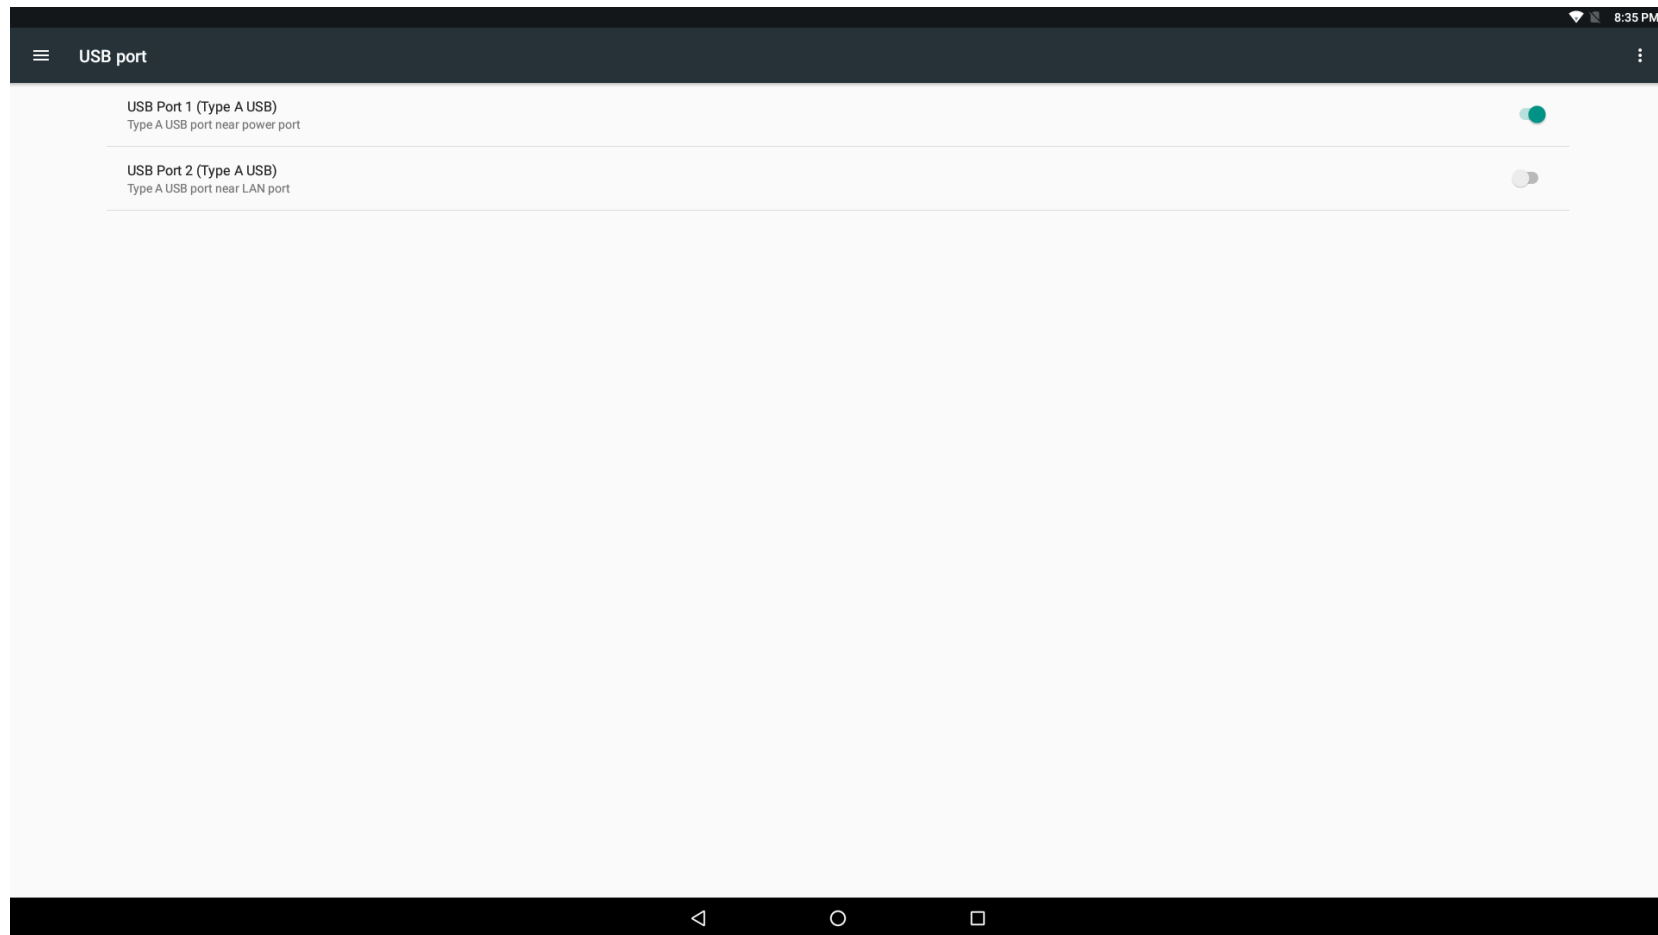 8:35 PM
USB port
USB Port 1 (Type A USB)
Type A USB port near power port
USB Port 2 (Type A USB)
Type A USB port near LAN port